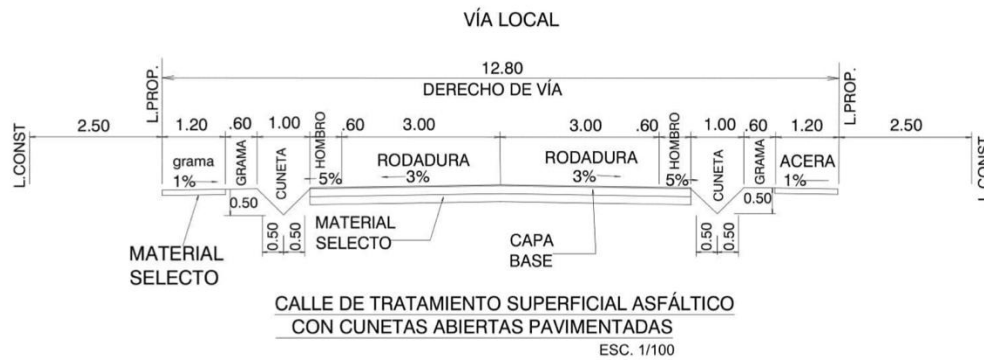 VÍA LOCAL
12.80
DERECHO DE VÍA
L.CONST
L.PROP.
L.PROP.
L.CONST
2.50 1.20 .60 1.00 HOMBRO .60 3.00 3.00 .60 HOMBRO 1.00 .60 1.20 2.50
grama GRAMA CUNETA RODADURA RODADURA CUNETA GRAMA ACERA
1% 5% 3% 3% 5% 1%
0.50 0.50
0.50 0.50 0.50 0.50
MATERIAL
SELECTO
MATERIAL
SELECTO
CAPA
BASE
CALLE DE TRATAMIENTO SUPERFICIAL ASFÁLTICO
CON CUNETAS ABIERTAS PAVIMENTADAS
ESC. 1/100